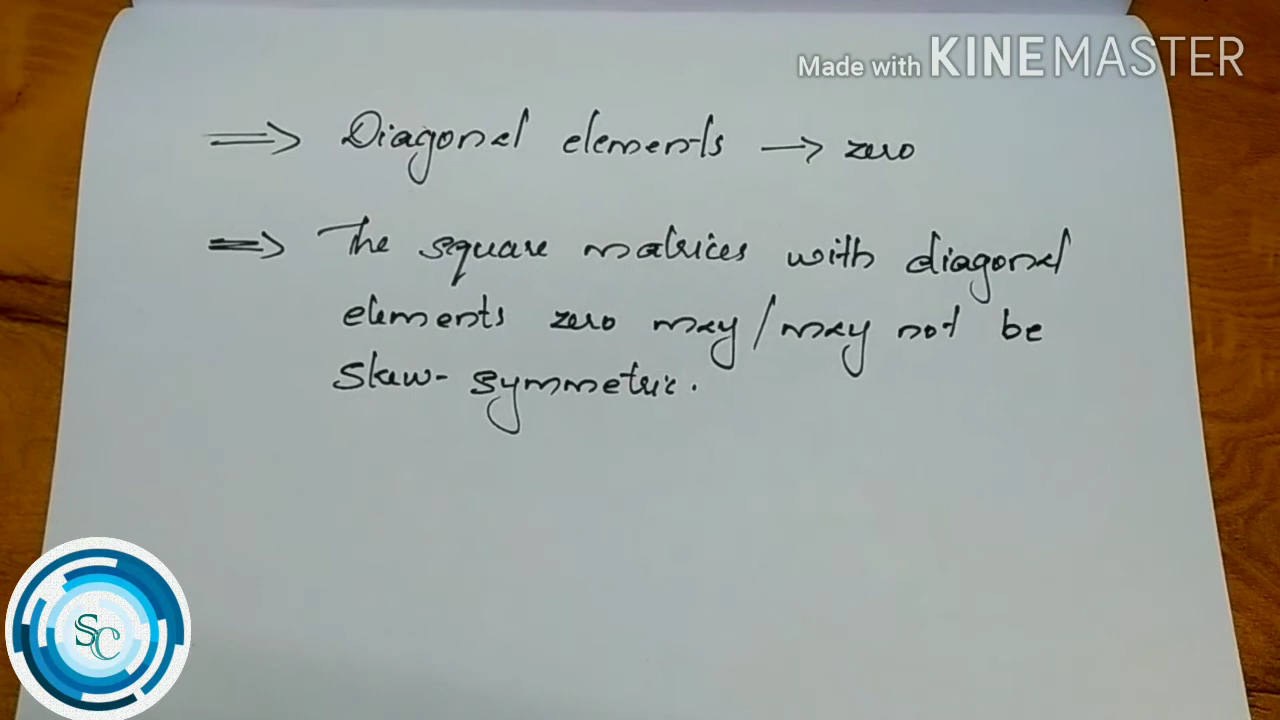 Made with KINEMASTER
⇒ Diagonal elements → zero
⇒ The square matrices with diagonal
elements zero may/may not be
Skew-symmetric.
SC